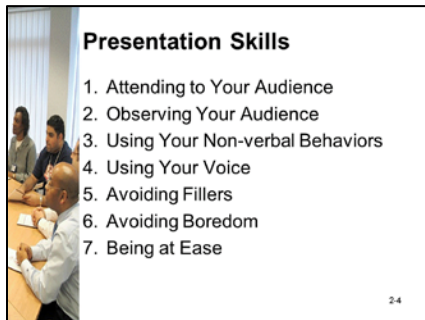 Presentation Skills
1. Attending to Your Audience
2. Observing Your Audience
3. Using Your Non-verbal Behaviors
4. Using Your Voice
5. Avoiding Fillers
6. Avoiding Boredom
7. Being at Ease
2-4